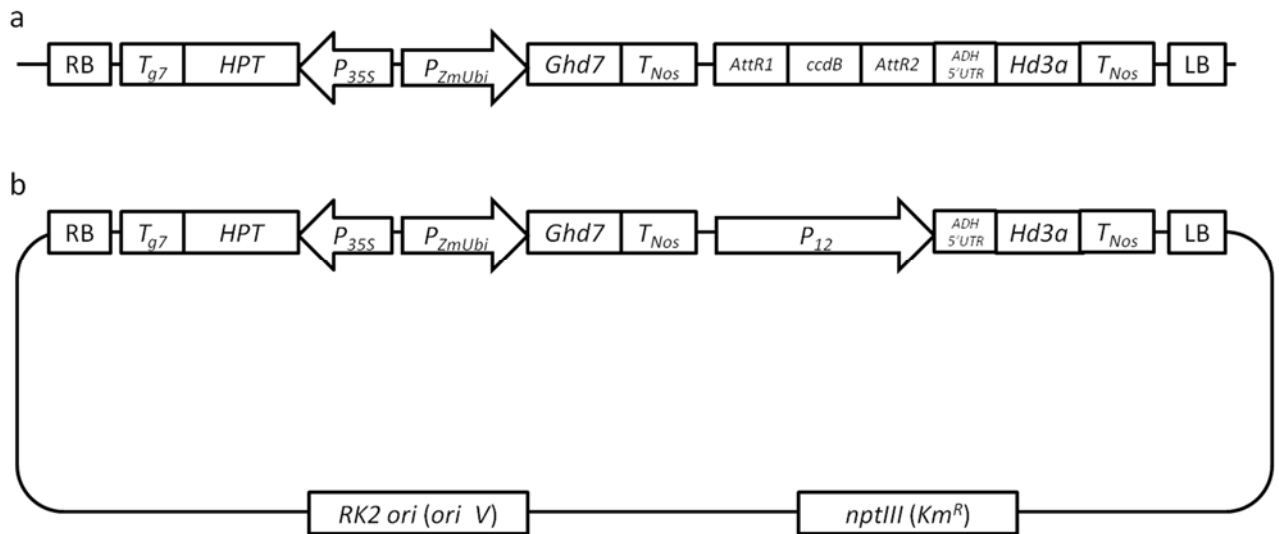 a
RB Tg7 HPT P35S PZmUbi Ghd7 TNos AttR1 ccdB AttR2 ADH 5'UTR Hd3a TNos LB
b
RB Tg7 HPT P35S PZmUbi Ghd7 TNos P12 ADH 5'UTR Hd3a TNos LB
RK2 ori (ori V) nptIII (KmR)